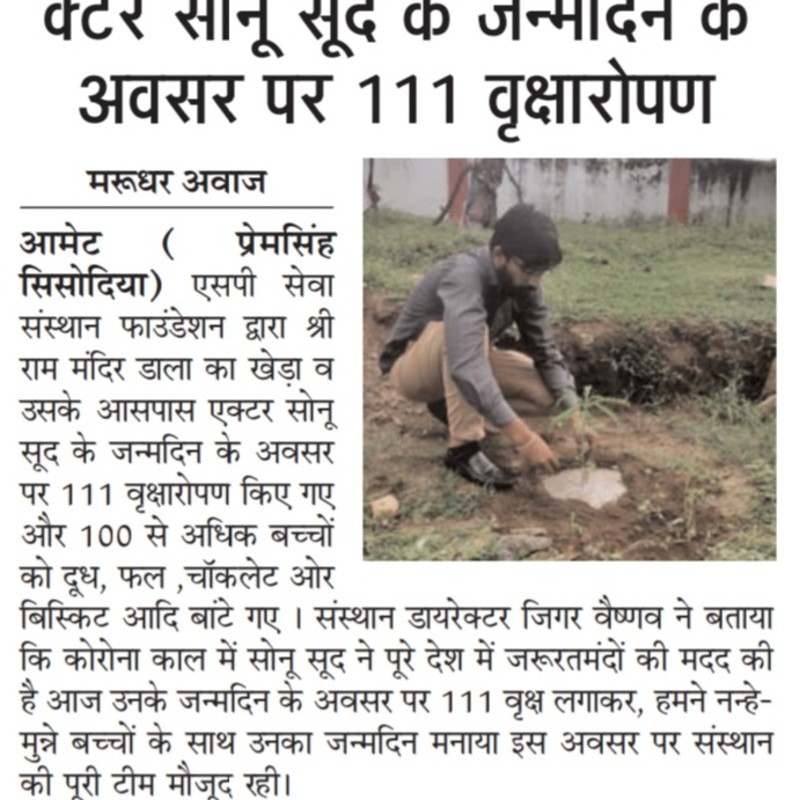 क्टर सोनू सूद के जन्मदिन के
अवसर पर 111 वृक्षारोपण
मरूधर अवाज
आमेट ( प्रेमसिंह
सिसोदिया) एसपी सेवा
संस्थान फाउंडेशन द्वारा श्री
राम मंदिर डाला का खेड़ा व
उसके आसपास एक्टर सोनू
सूद के जन्मदिन के अवसर
पर 111 वृक्षारोपण किए गए
और 100 से अधिक बच्चों
को दूध, फल ,चॉकलेट ओर
बिस्किट आदि बांटे गए । संस्थान डायरेक्टर जिगर वैष्णव ने बताया
कि कोरोना काल में सोनू सूद ने पूरे देश में जरूरतमंदों की मदद की
है आज उनके जन्मदिन के अवसर पर 111 वृक्ष लगाकर, हमने नन्हे-
मुन्ने बच्चों के साथ उनका जन्मदिन मनाया इस अवसर पर संस्थान
की पूरी टीम मौजूद रही।